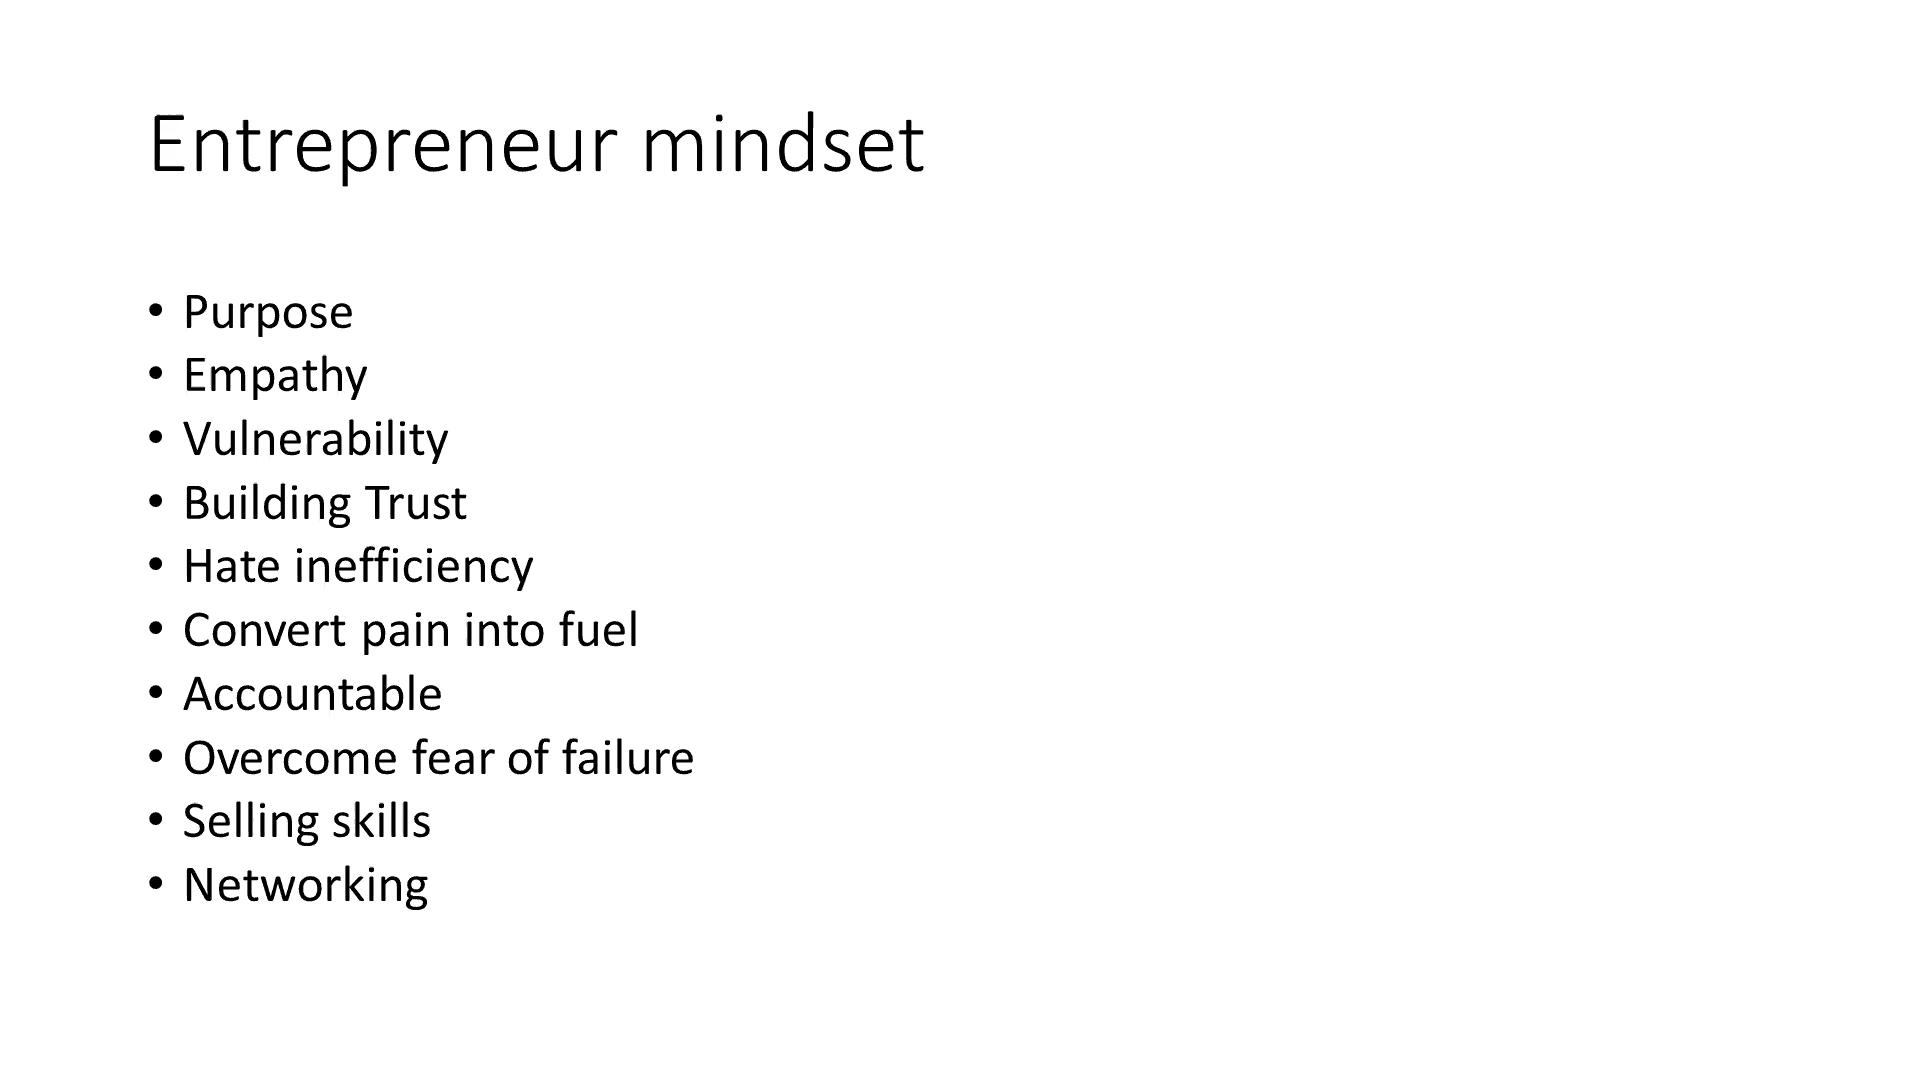 Entrepreneur mindset
• Purpose
• Empathy
• Vulnerability
• Building Trust
• Hate inefficiency
• Convert pain into fuel
• Accountable
• Overcome fear of failure
• Selling skills
• Networking